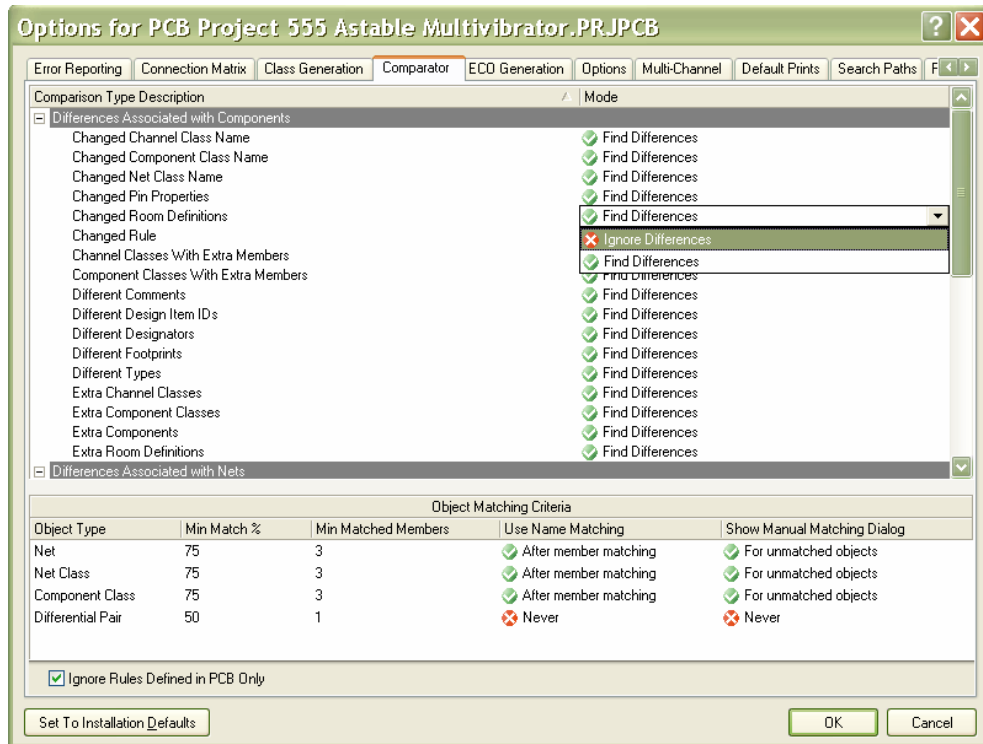 Options for PCB Project 555 Astable Multivibrator.PRJPCB
Error Reporting Connection Matrix Class Generation Comparator ECO Generation Options Multi-Channel Default Prints Search Paths
Comparison Type Description Mode
Differences Associated with Components
Changed Channel Class Name Find Differences
Changed Component Class Name Find Differences
Changed Net Class Name Find Differences
Changed Pin Properties Find Differences
Changed Room Definitions Find Differences
Changed Rule Ignore Differences
Channel Classes With Extra Members Find Differences
Component Classes With Extra Members Find Differences
Different Comments Find Differences
Different Design Item IDs Find Differences
Different Designators Find Differences
Different Footprints Find Differences
Different Types Find Differences
Extra Channel Classes Find Differences
Extra Component Classes Find Differences
Extra Components Find Differences
Extra Room Definitions Find Differences
Differences Associated with Nets
Object Matching Criteria
Object Type Min Match % Min Matched Members Use Name Matching Show Manual Matching Dialog
Net 75 3 After member matching For unmatched objects
Net Class 75 3 After member matching For unmatched objects
Component Class 75 3 After member matching For unmatched objects
Differential Pair 50 1 Never Never
Ignore Rules Defined in PCB Only
Set To Installation Defaults OK Cancel